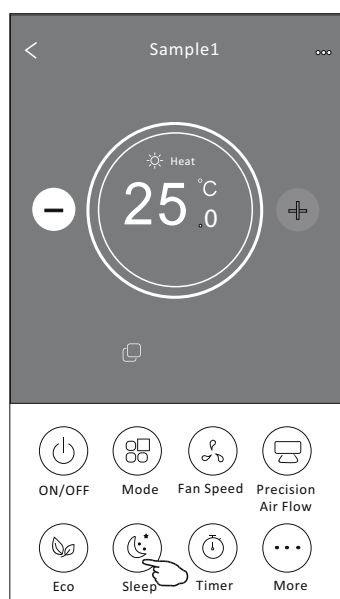 Sample1
Heat
25.0 °C
ON/OFF
Mode
Fan Speed
Precision
Air Flow
Eco
Sleep
Timer
More